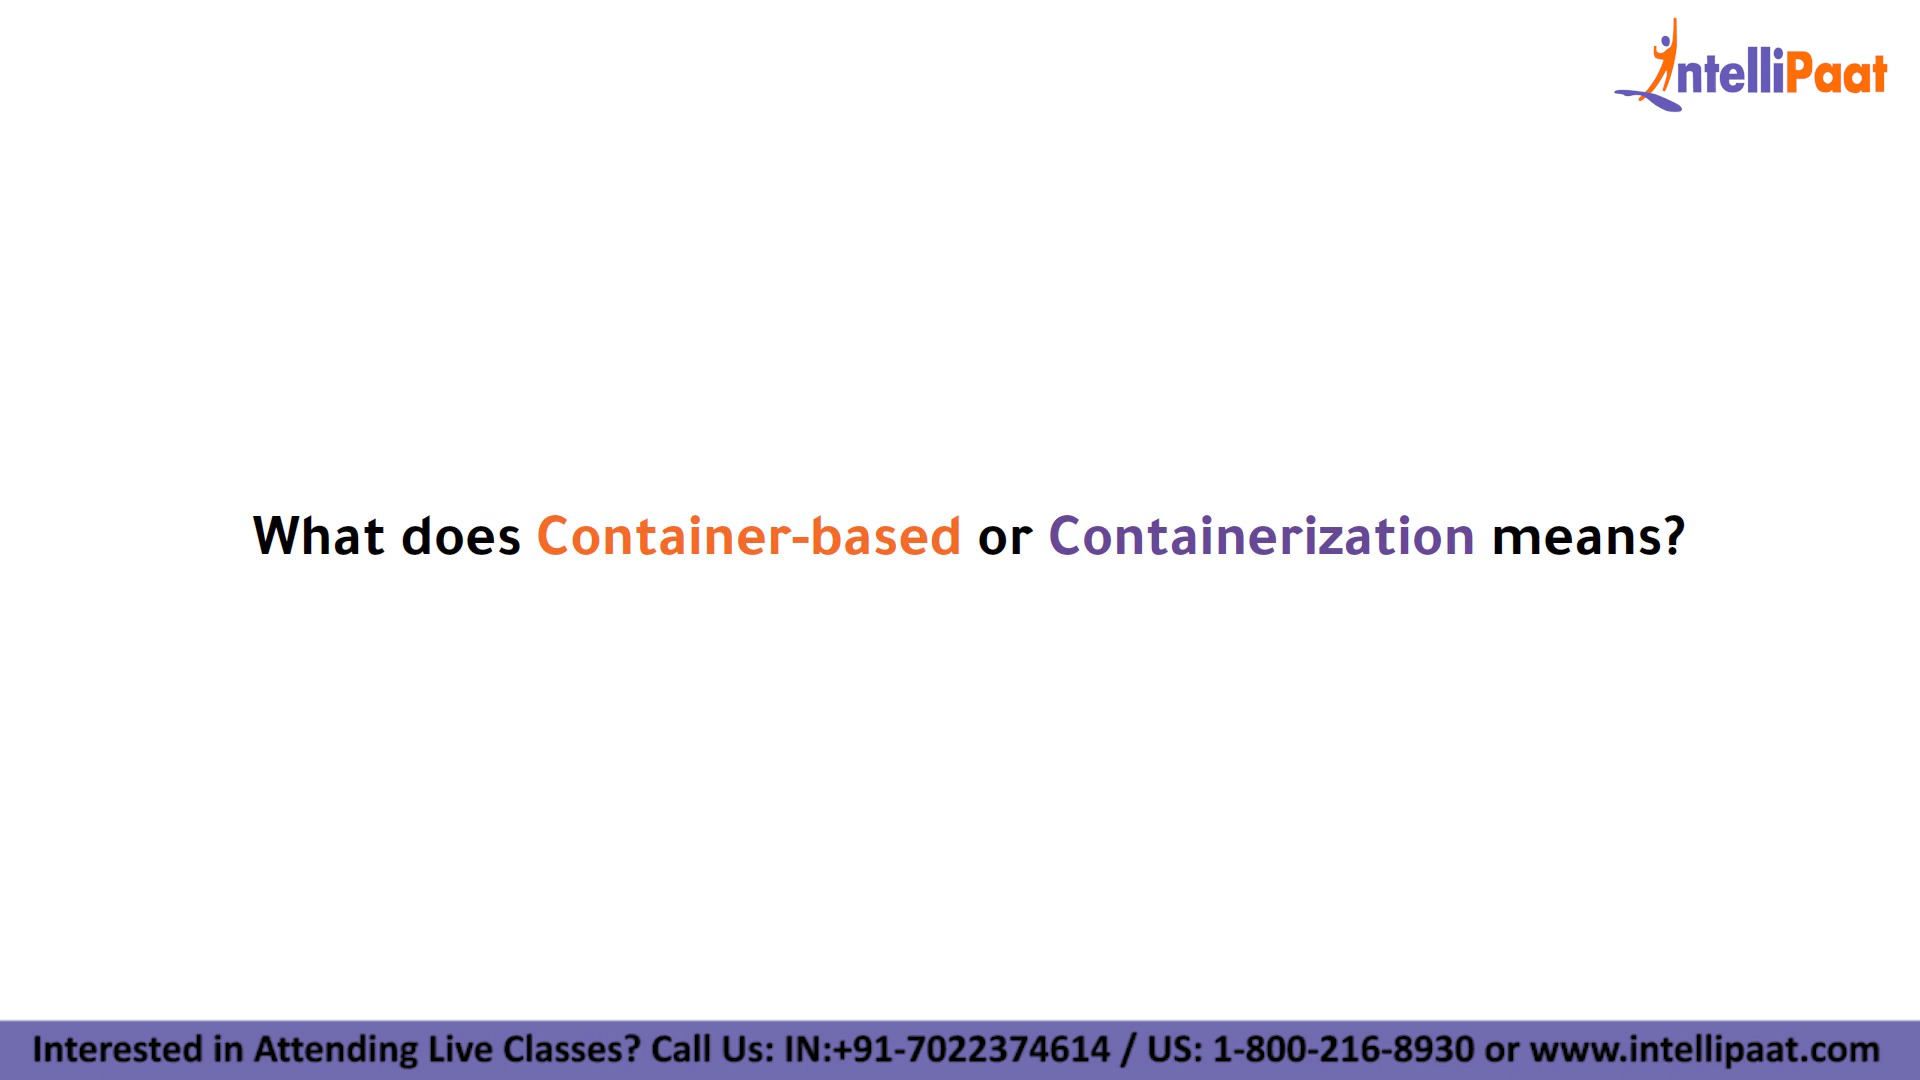 IntelliPaat
What does Container-based or Containerization means?
Interested in Attending Live Classes? Call Us: IN:+91-7022374614 / US: 1-800-216-8930 or www.intellipaat.com